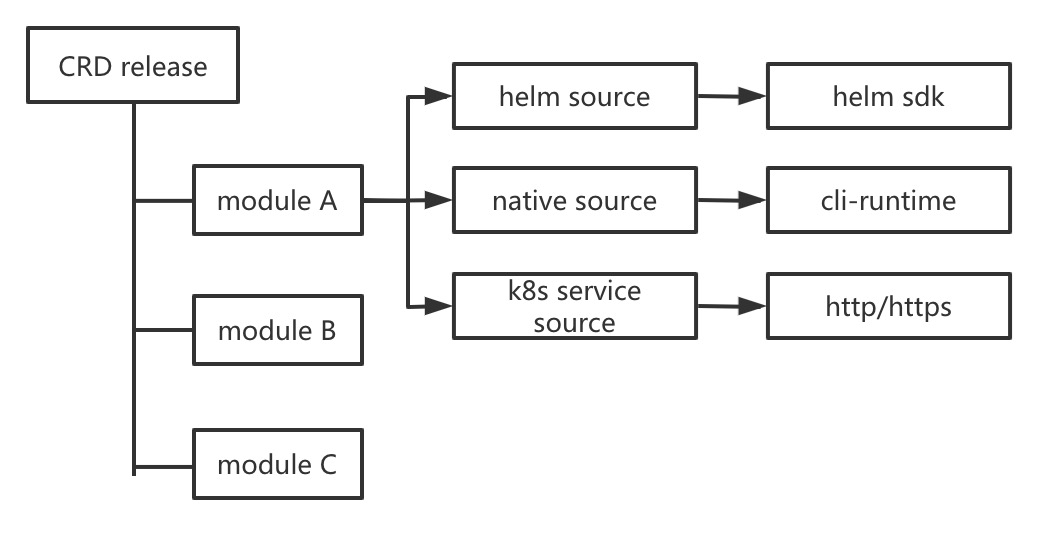 CRD release
helm source
helm sdk
module A
native source
cli-runtime
k8s service
source
http/https
module B
module C